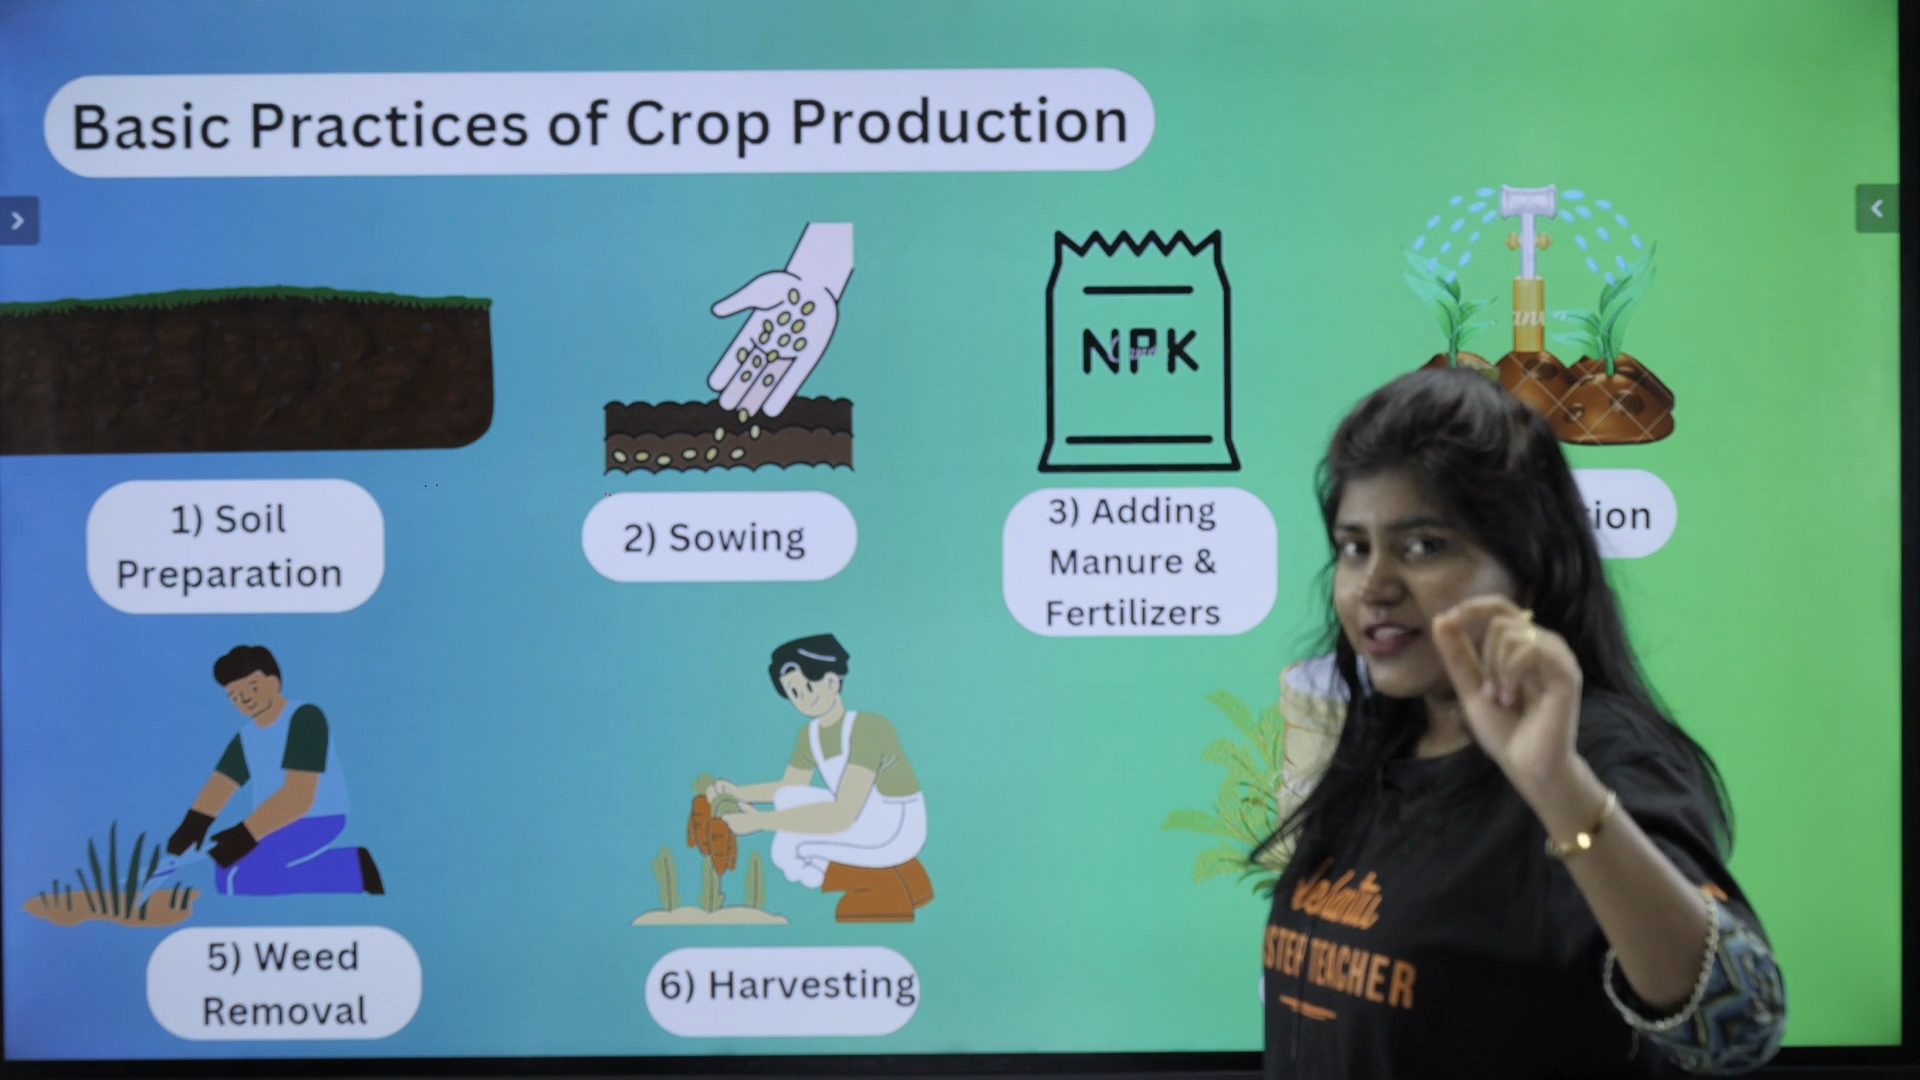 Basic Practices of Crop Production
NPK
1) Soil
Preparation
2) Sowing
3) Adding
Manure &
Fertilizers
5) Weed
Removal
6) Harvesting
TEACHER